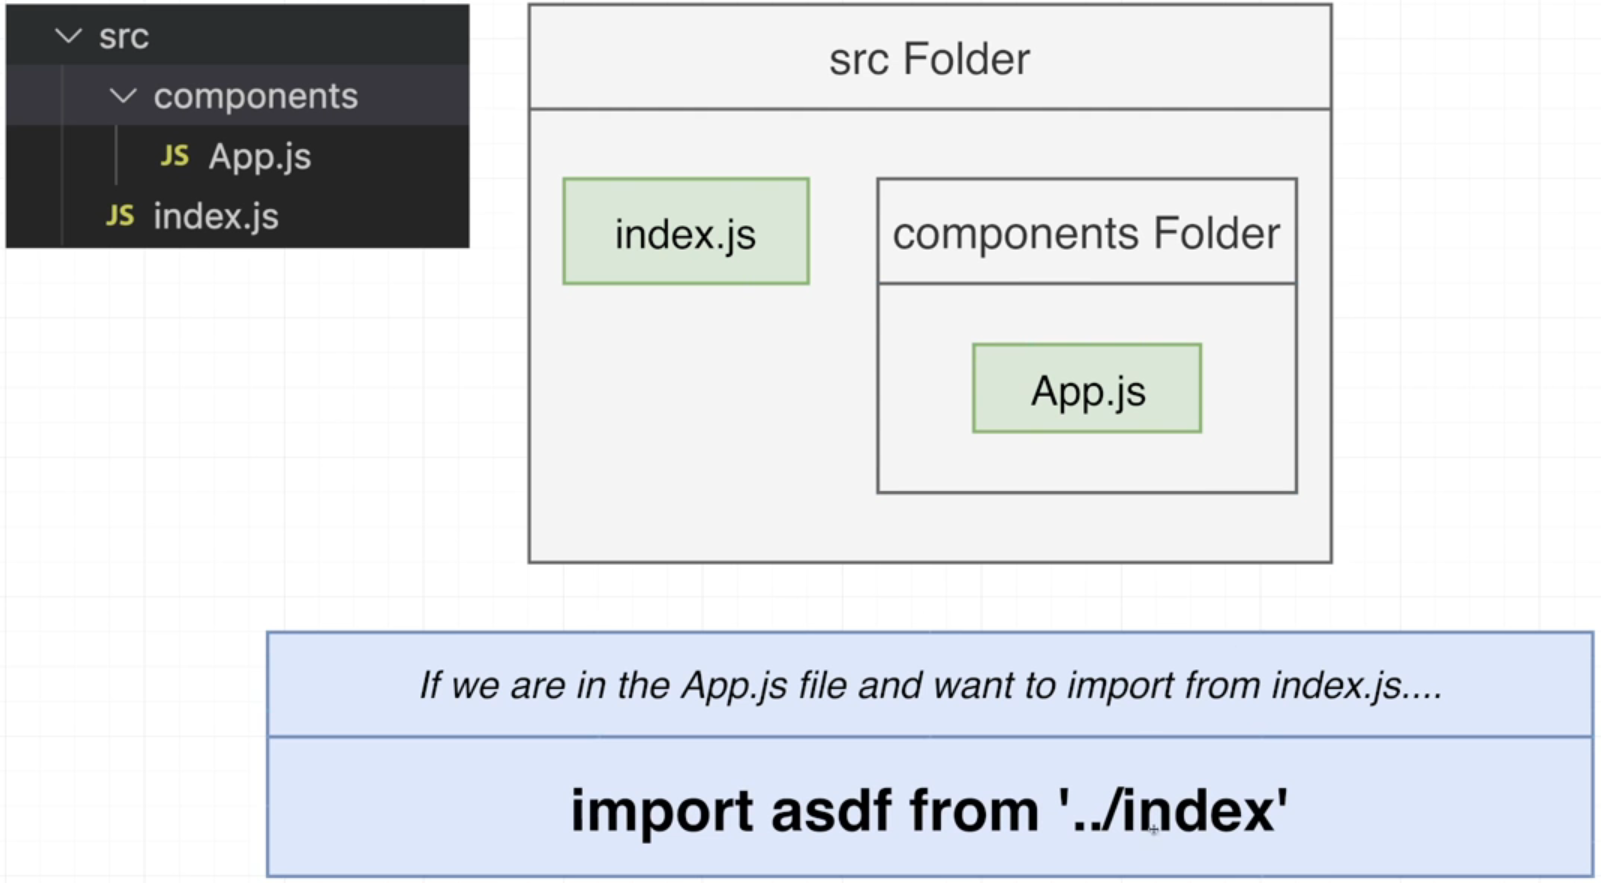 src
components
JS App.js
JS index.js
src Folder
index.js
components Folder
App.js
If we are in the App.js file and want to import from index.js....
import asdf from '../index'